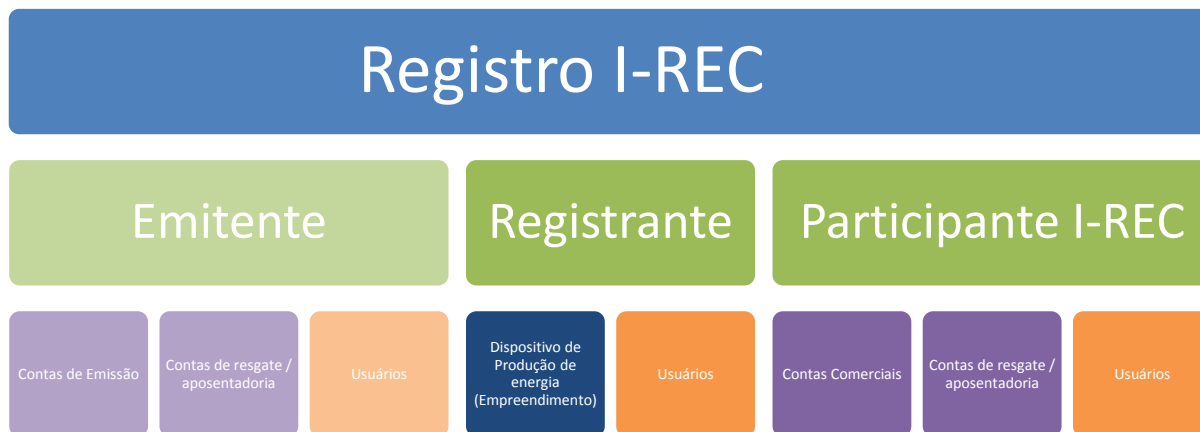 Registro I-REC
Emitente
Registrante
Participante I-REC
Contas de Emissão
Contas de resgate /
aposentadoria
Usuários
Dispositivo de
Produção de
energia
(Empreendimento)
Usuários
Contas Comerciais
Contas de resgate /
aposentadoria
Usuários